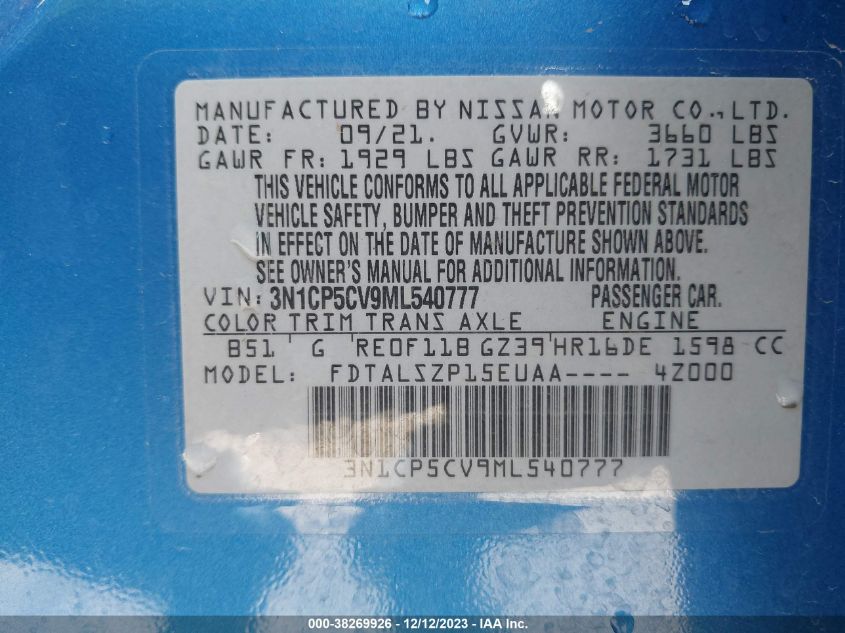 MANUFACTURED BY NISSAN MOTOR CO., LTD.
DATE: 09/21. GVWR: 3660 LBS
GAWR FR: 1929 LBS GAWR RR: 1731 LBS
THIS VEHICLE CONFORMS TO ALL APPLICABLE FEDERAL MOTOR
VEHICLE SAFETY, BUMPER AND THEFT PREVENTION STANDARDS
IN EFFECT ON THE DATE OF MANUFACTURE SHOWN ABOVE.
SEE OWNER'S MANUAL FOR ADDITIONAL INFORMATION.
VIN: 3N1CP5CV9ML540777 PASSENGER CAR.
COLOR TRIM TRANS AXLE ENGINE
B51 G RE0F11B GZ39 HR16DE 1598 CC
MODEL: FDTALSZP15EUAA---- 4Z000
3N1CP5CV9ML540777
000-38269926 - 12/12/2023 - IAA Inc.